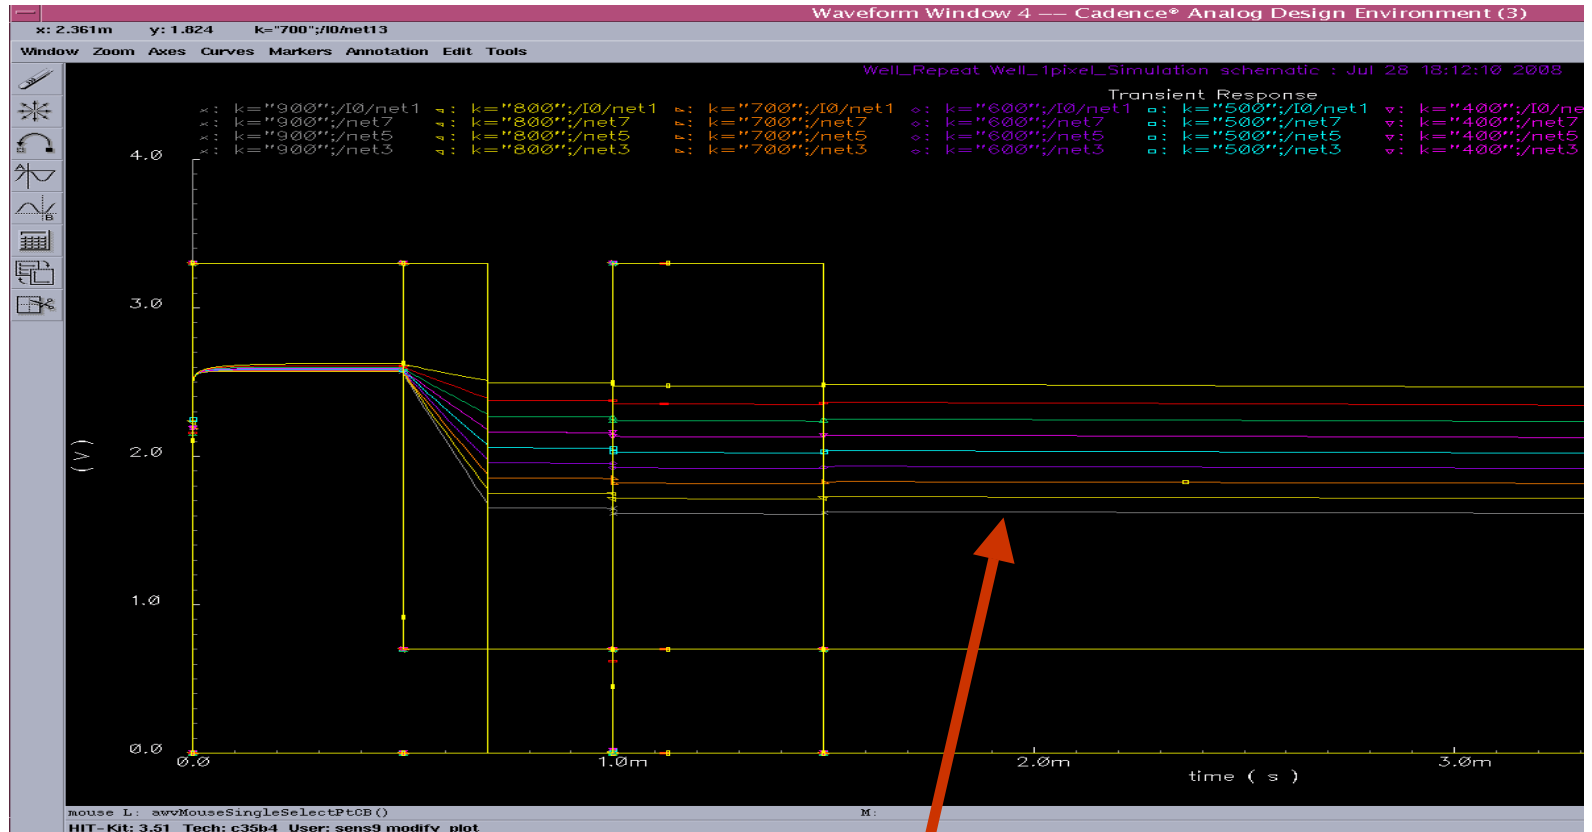 Waveform Window 4 –– Cadence® Analog Design Environment (3)
x: 2.361m y: 1.824 k="700";/I0/net13
Window Zoom Axes Curves Markers Annotation Edit Tools
Well_Repeat Well_1pixel_Simulation schematic : Jul 28 18:12:10 2008
Transient Response
k="900";/I0/net1 k="800";/I0/net1 k="700";/I0/net1 k="600";/I0/net1 k="500";/I0/net1 k="400";/I0/net1
k="900";/net7 k="800";/net7 k="700";/net7 k="600";/net7 k="500";/net7 k="400";/net7
k="900";/net5 k="800";/net5 k="700";/net5 k="600";/net5 k="500";/net5 k="400";/net5
k="900";/net3 k="800";/net3 k="700";/net3 k="600";/net3 k="500";/net3 k="400";/net3
4.0
3.0
2.0
(V)
1.0
0.0
0.0 1.0m 2.0m 3.0m
time ( s )
mouse L: awvMouseSingleSelectPtCB() M:
HIT-Kit: 3.51 Tech: c35b4 User: sens9 modify_plot